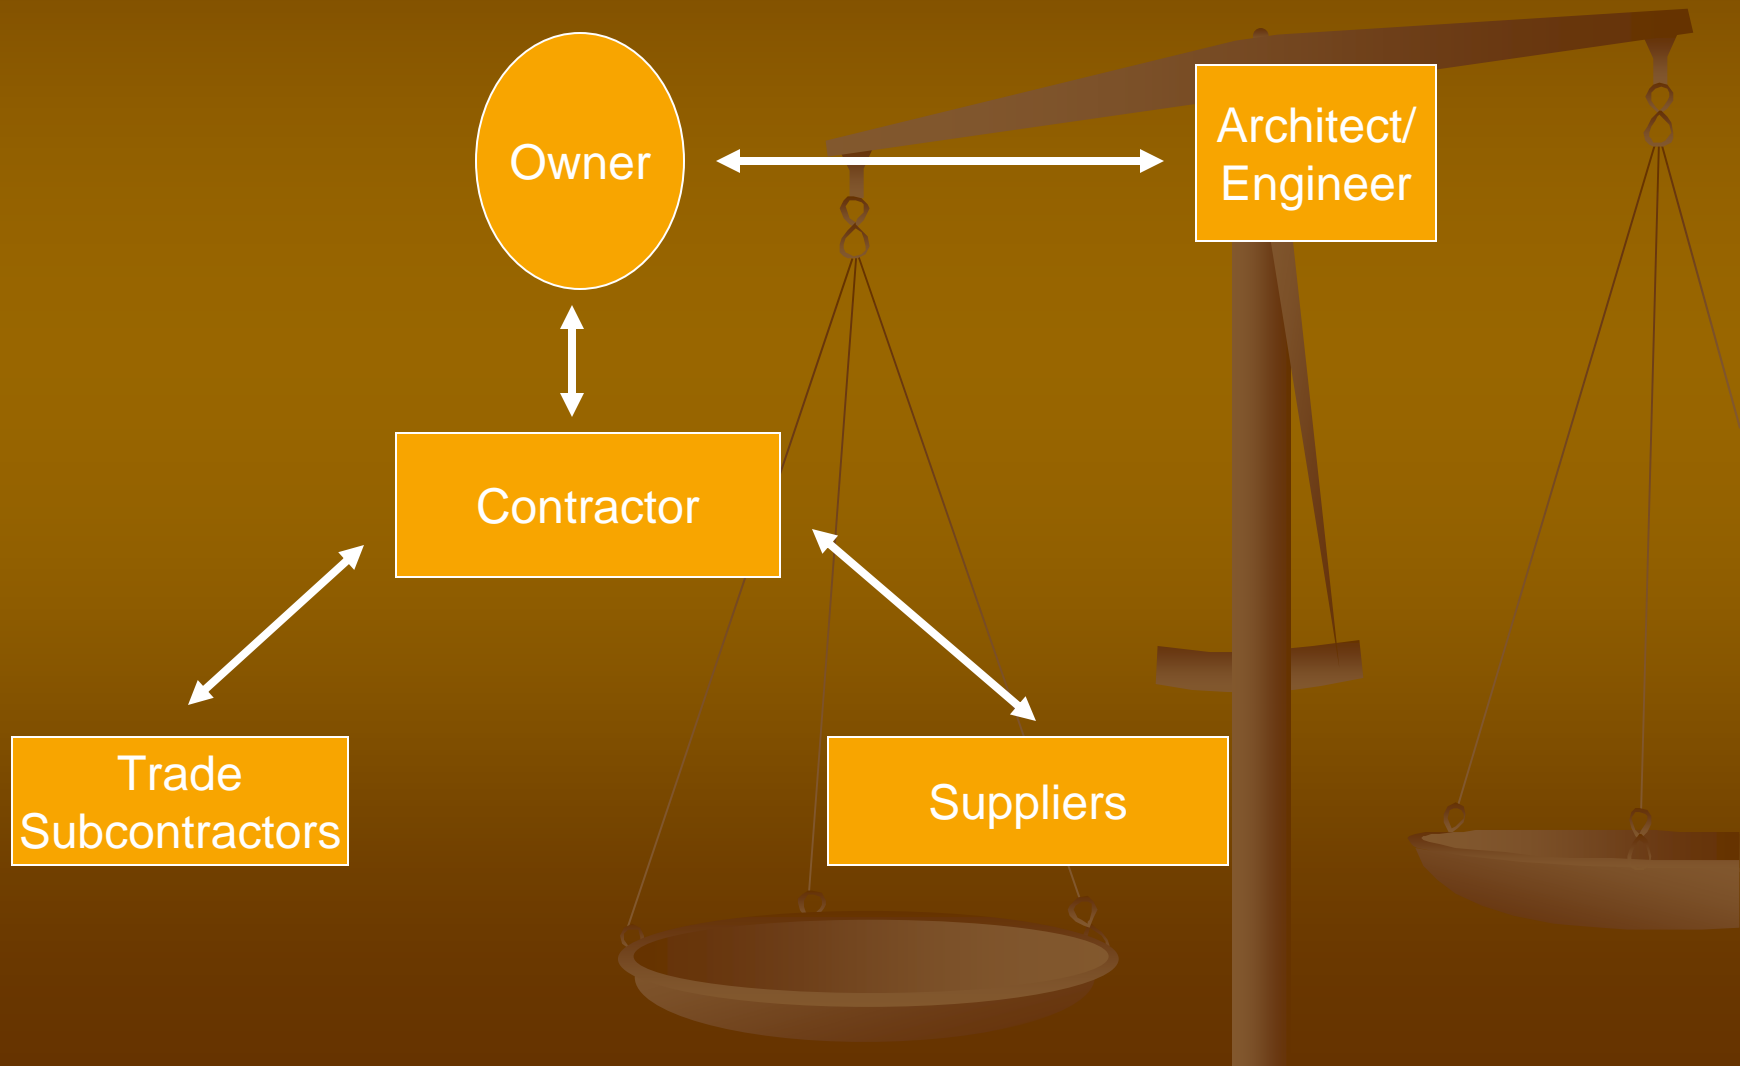 Owner
Architect/
Engineer
Contractor
Trade
Subcontractors
Suppliers